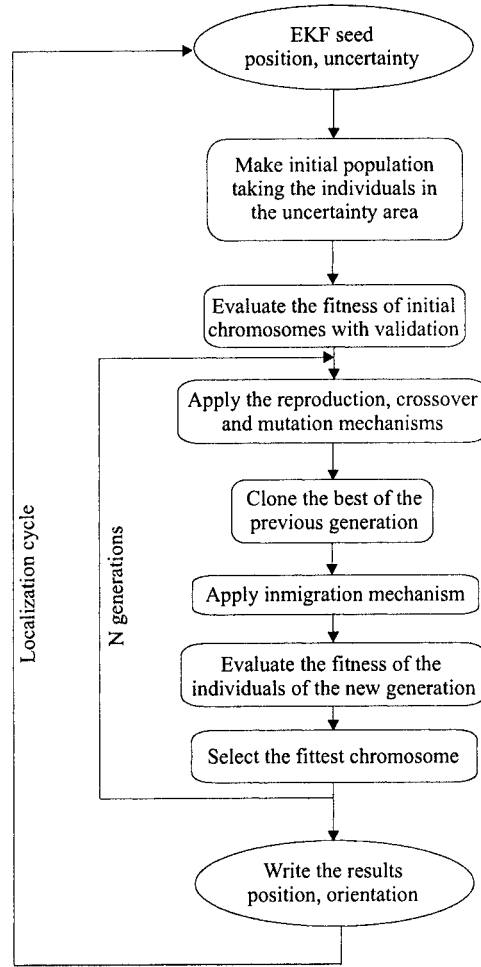 EKF seed
position, uncertainty
Make initial population
taking the individuals in
the uncertainty area
Evaluate the fitness of initial
chromosomes with validation
Apply the reproduction, crossover
and mutation mechanisms
Clone the best of the
previous generation
Apply inmigration mechanism
Evaluate the fitness of the
individuals of the new generation
Select the fittest chromosome
Write the results
position, orientation
N generations
Localization cycle